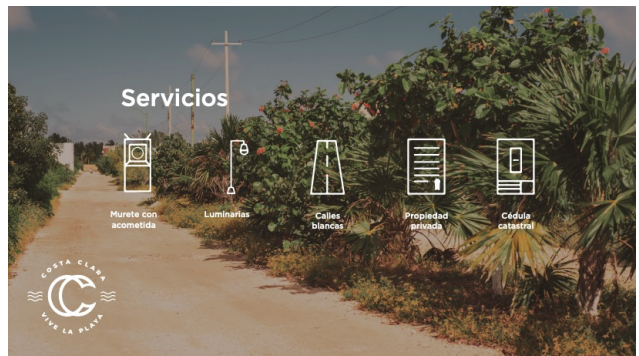 Servicios
Murete con
acometida
Luminarias
Calles
blancas
Propiedad
privada
Cédula
catastral
COSTA CLARA
VIVE LA PLAYA